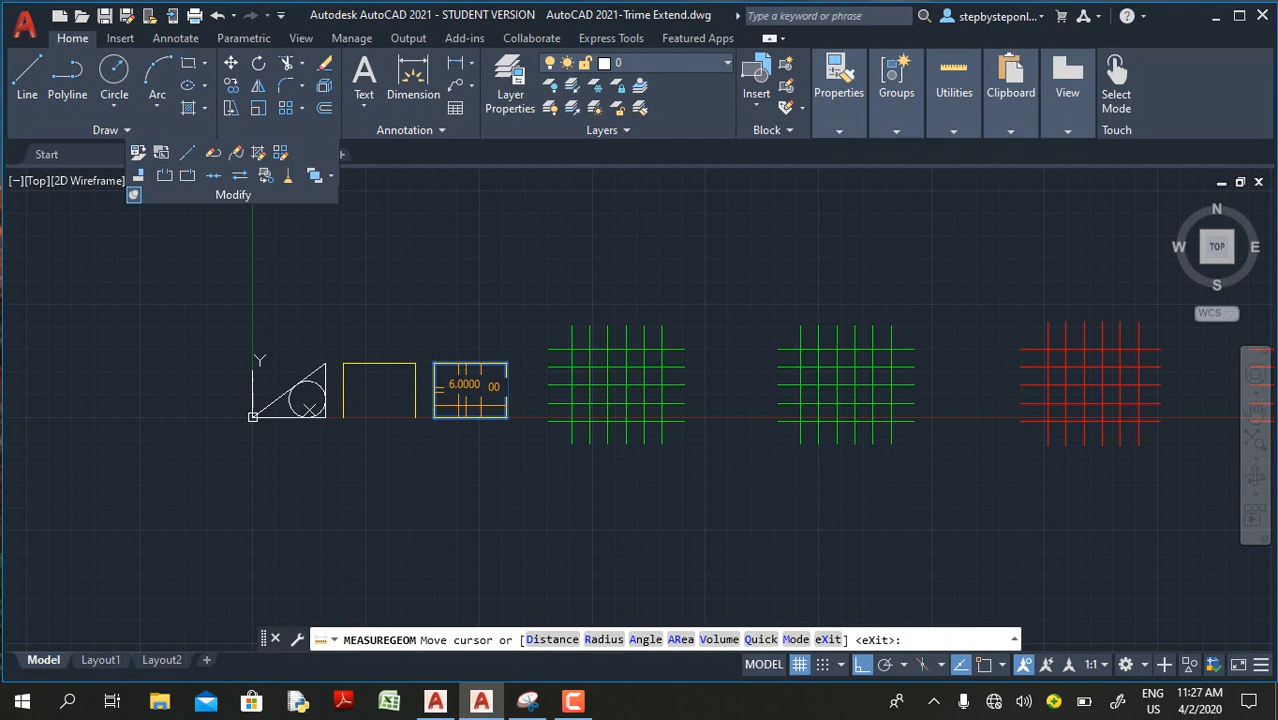 Autodesk AutoCAD 2021 - STUDENT VERSION AutoCAD 2021-Trime Extend.dwg
Type a keyword or phrase
stepbysteponl...
Home Insert Annotate Parametric View Manage Output Add-ins Collaborate Express Tools Featured Apps
0
Line Polyline Circle Arc
Text Dimension
Layer Properties
Insert
Properties Groups Utilities Clipboard View
Select Mode
Draw Annotation Layers Block Touch
Start
Modify
[−][Top][2D Wireframe]
N
W TOP E
S
WCS
Y
X
6.0000 00
MEASUREGEOM Move cursor or [Distance Radius Angle ARea Volume Quick Mode eXit] <eXit>:
Model Layout1 Layout2 +
MODEL 1:1
ENG 11:27 AM
US 4/2/2020